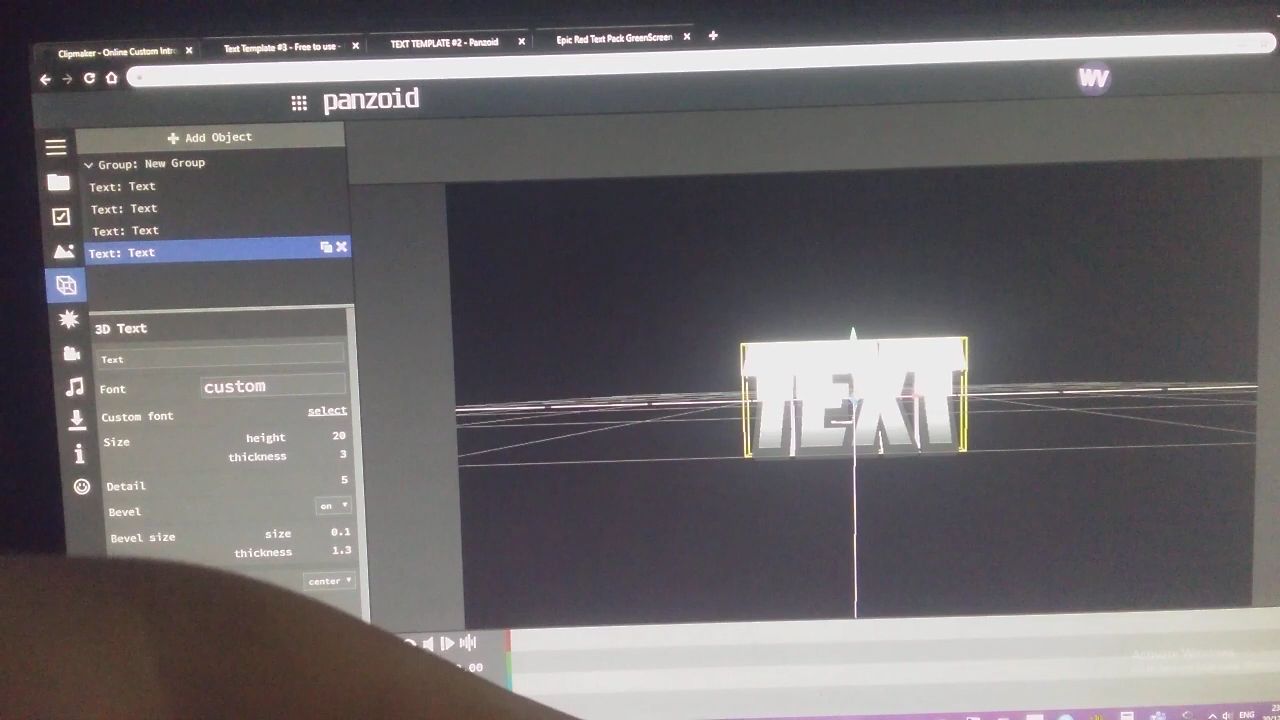 Clipmaker - Online Custom Intro
Text Template #3 - Free to use -
TEXT TEMPLATE #2 - Panzoid
Epic Red Text Pack GreenScreen
panzoid
Add Object
Group: New Group
Text: Text
Text: Text
Text: Text
Text: Text
3D Text
Text
Font custom
Custom font select
Size height 20
thickness 3
Detail 5
Bevel on
Bevel size size 0.1
thickness 1.3
center
TEXT
Activate Windows
ENG